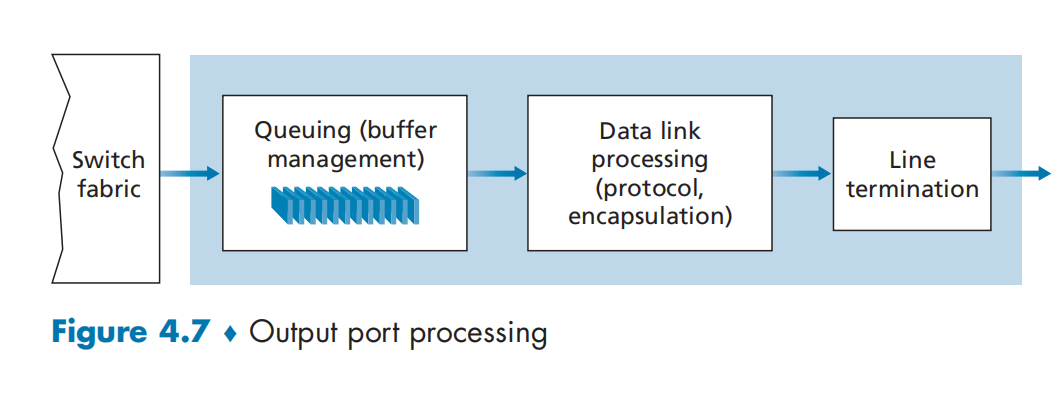 Switch
fabric
Queuing (buffer
management)
Data link
processing
(protocol,
encapsulation)
Line
termination
Figure 4.7 ♦ Output port processing